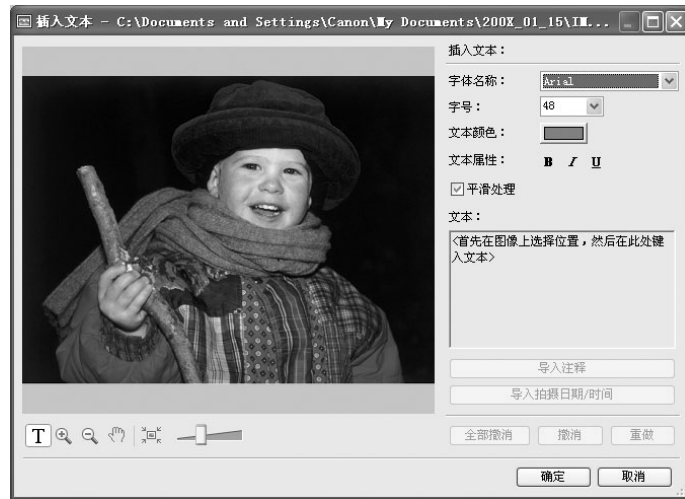 插入文本 - C:\Documents and Settings\Canon\My Documents\200X_01_15\IM...
插入文本：
字体名称： Arial
字号： 48
文本颜色：
文本属性： B I U
平滑处理
文本：
<首先在图像上选择位置，然后在此处键
入文本>
导入注释
导入拍摄日期/时间
T
全部撤消 撤消 重做
确定 取消